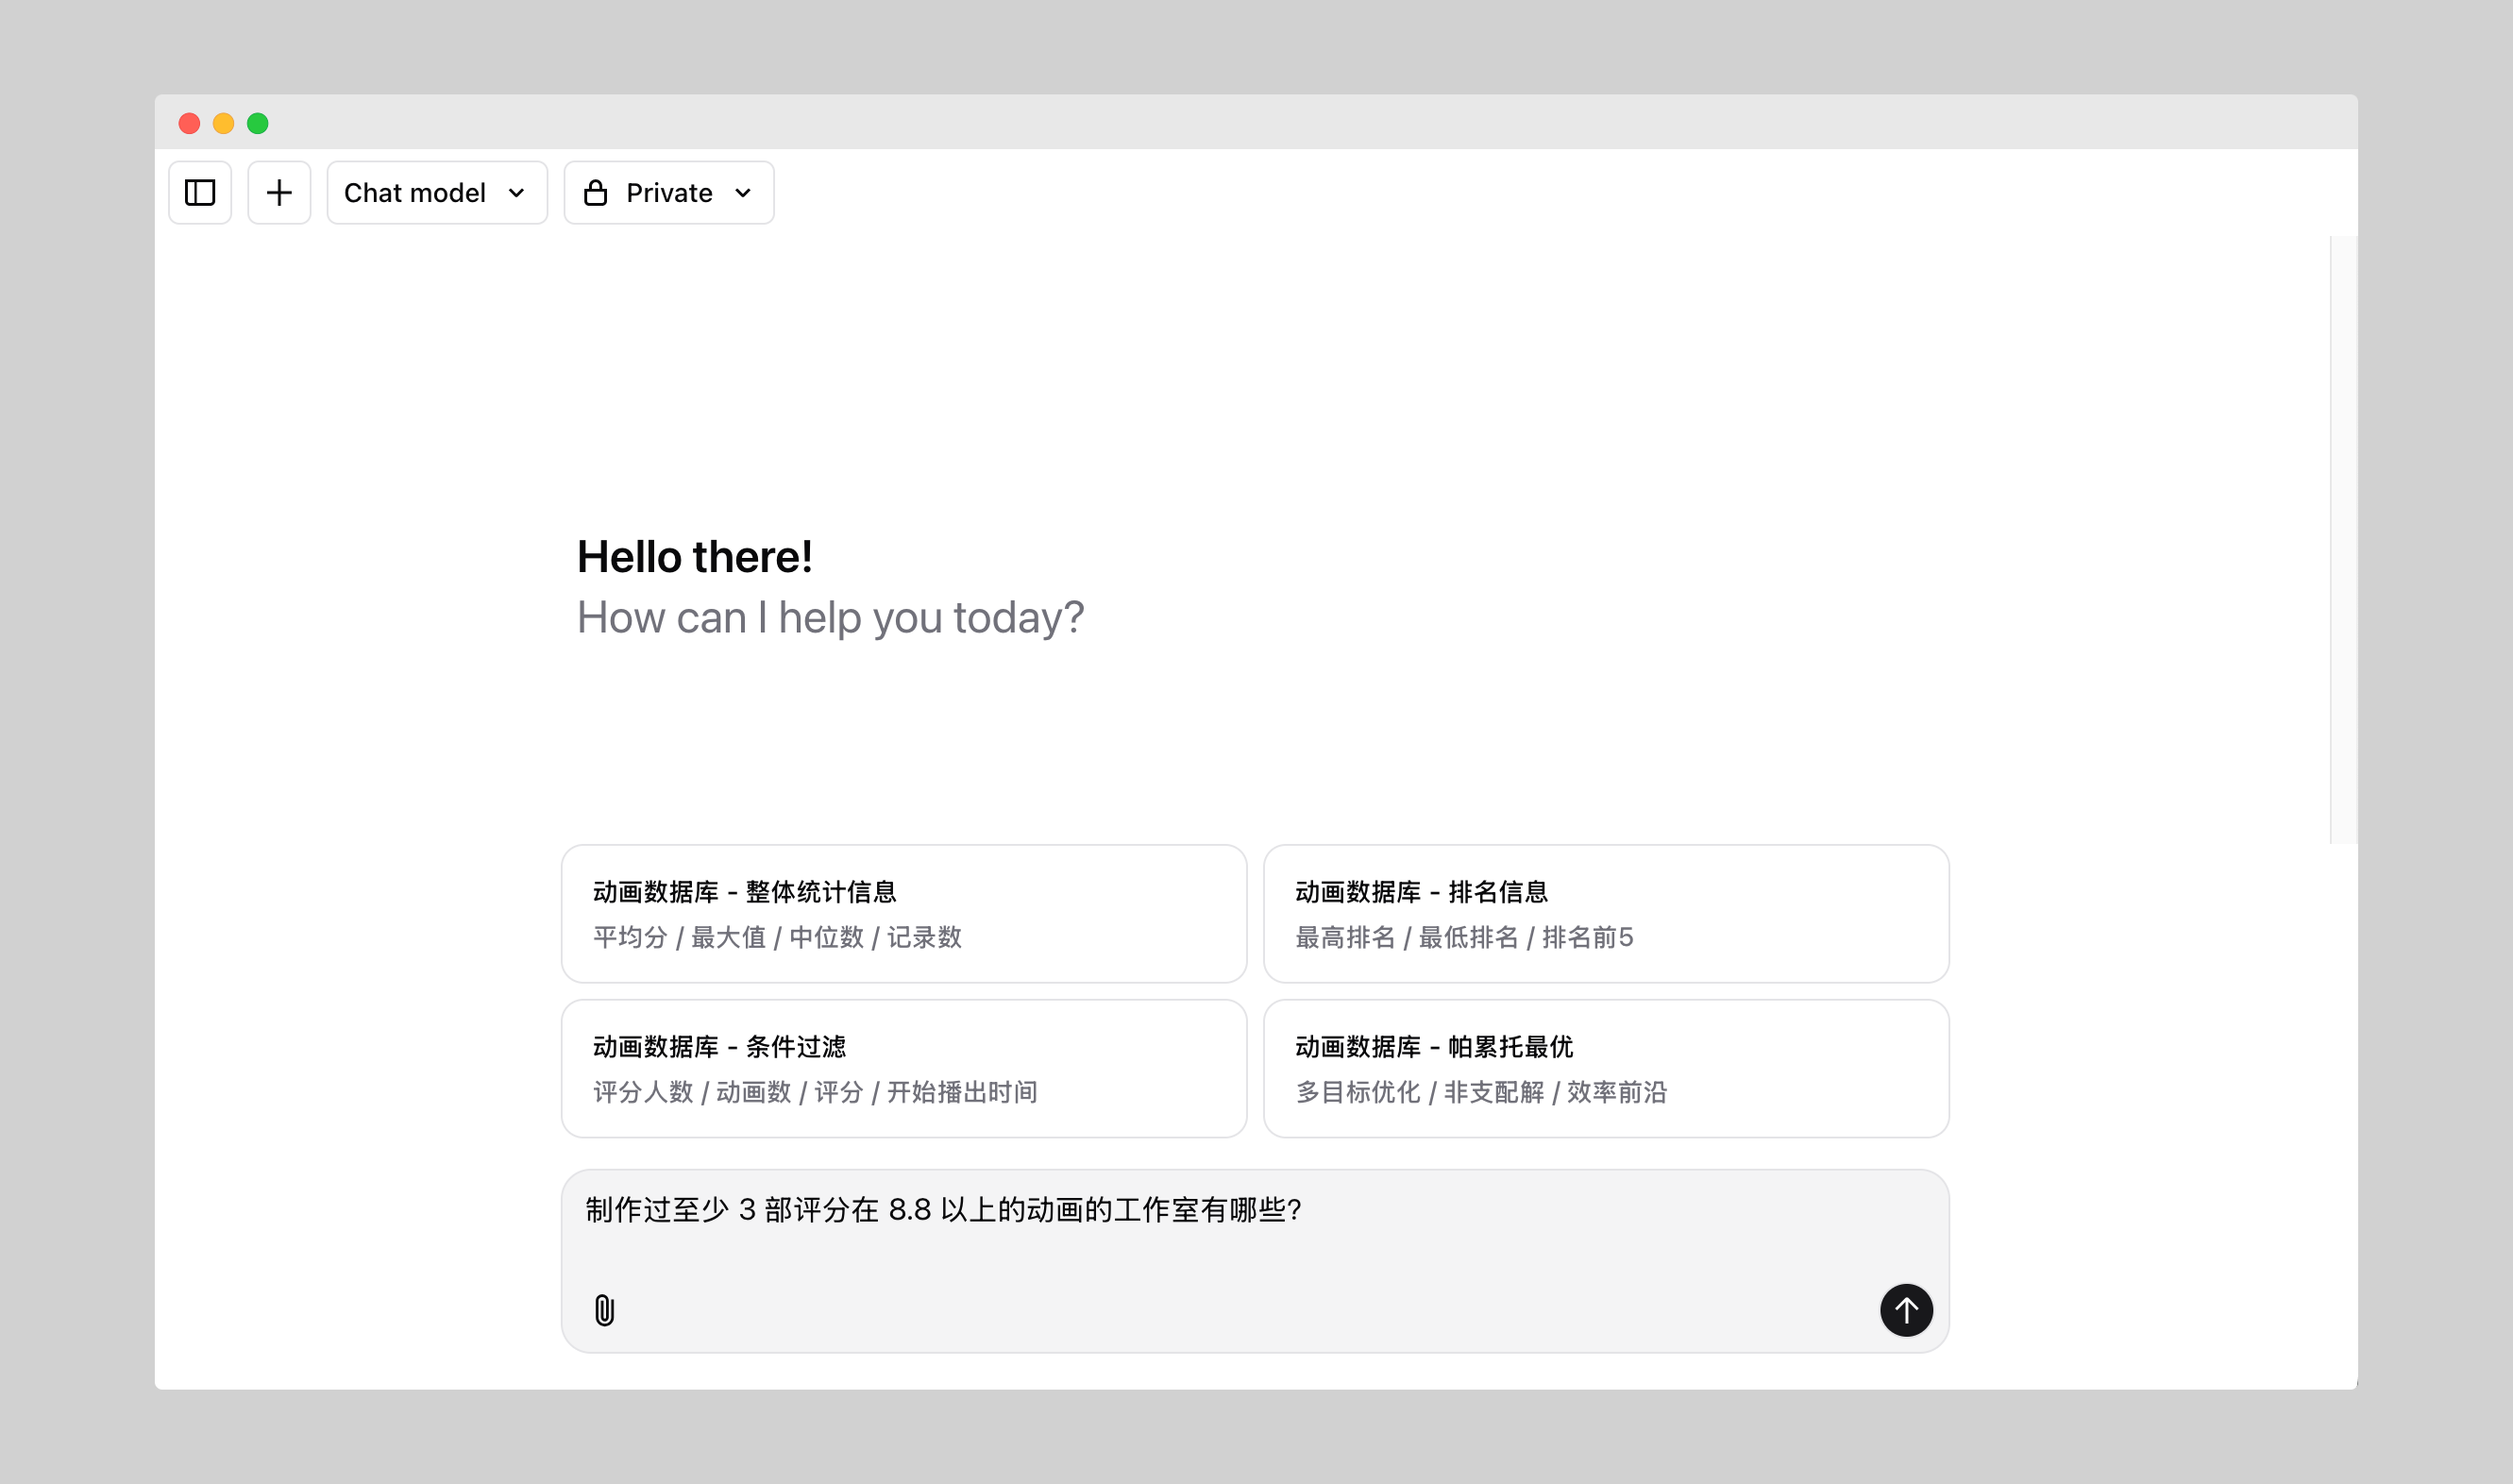 Chat model
Private
Hello there!
How can I help you today?
动画数据库 - 整体统计信息
平均分 / 最大值 / 中位数 / 记录数
动画数据库 - 排名信息
最高排名 / 最低排名 / 排名前5
动画数据库 - 条件过滤
评分人数 / 动画数 / 评分 / 开始播出时间
动画数据库 - 帕累托最优
多目标优化 / 非支配解 / 效率前沿
制作过至少 3 部评分在 8.8 以上的动画的工作室有哪些?